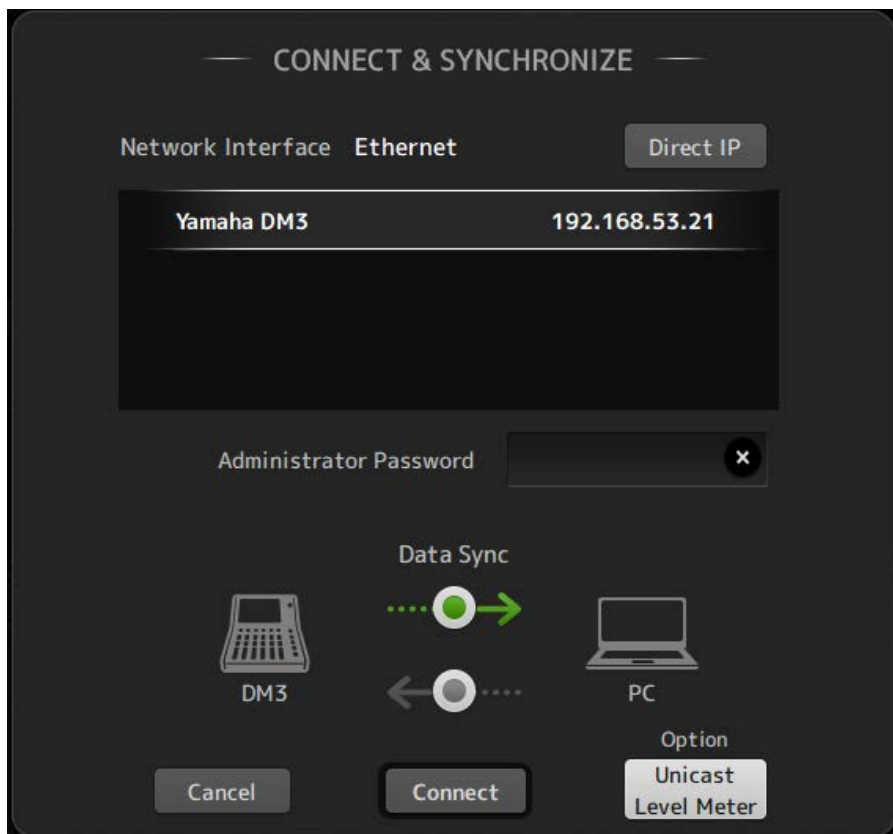 CONNECT & SYNCHRONIZE
Network Interface Ethernet Direct IP
Yamaha DM3 192.168.53.21
Administrator Password
Data Sync
DM3
PC
Option
Cancel
Connect
Unicast
Level Meter